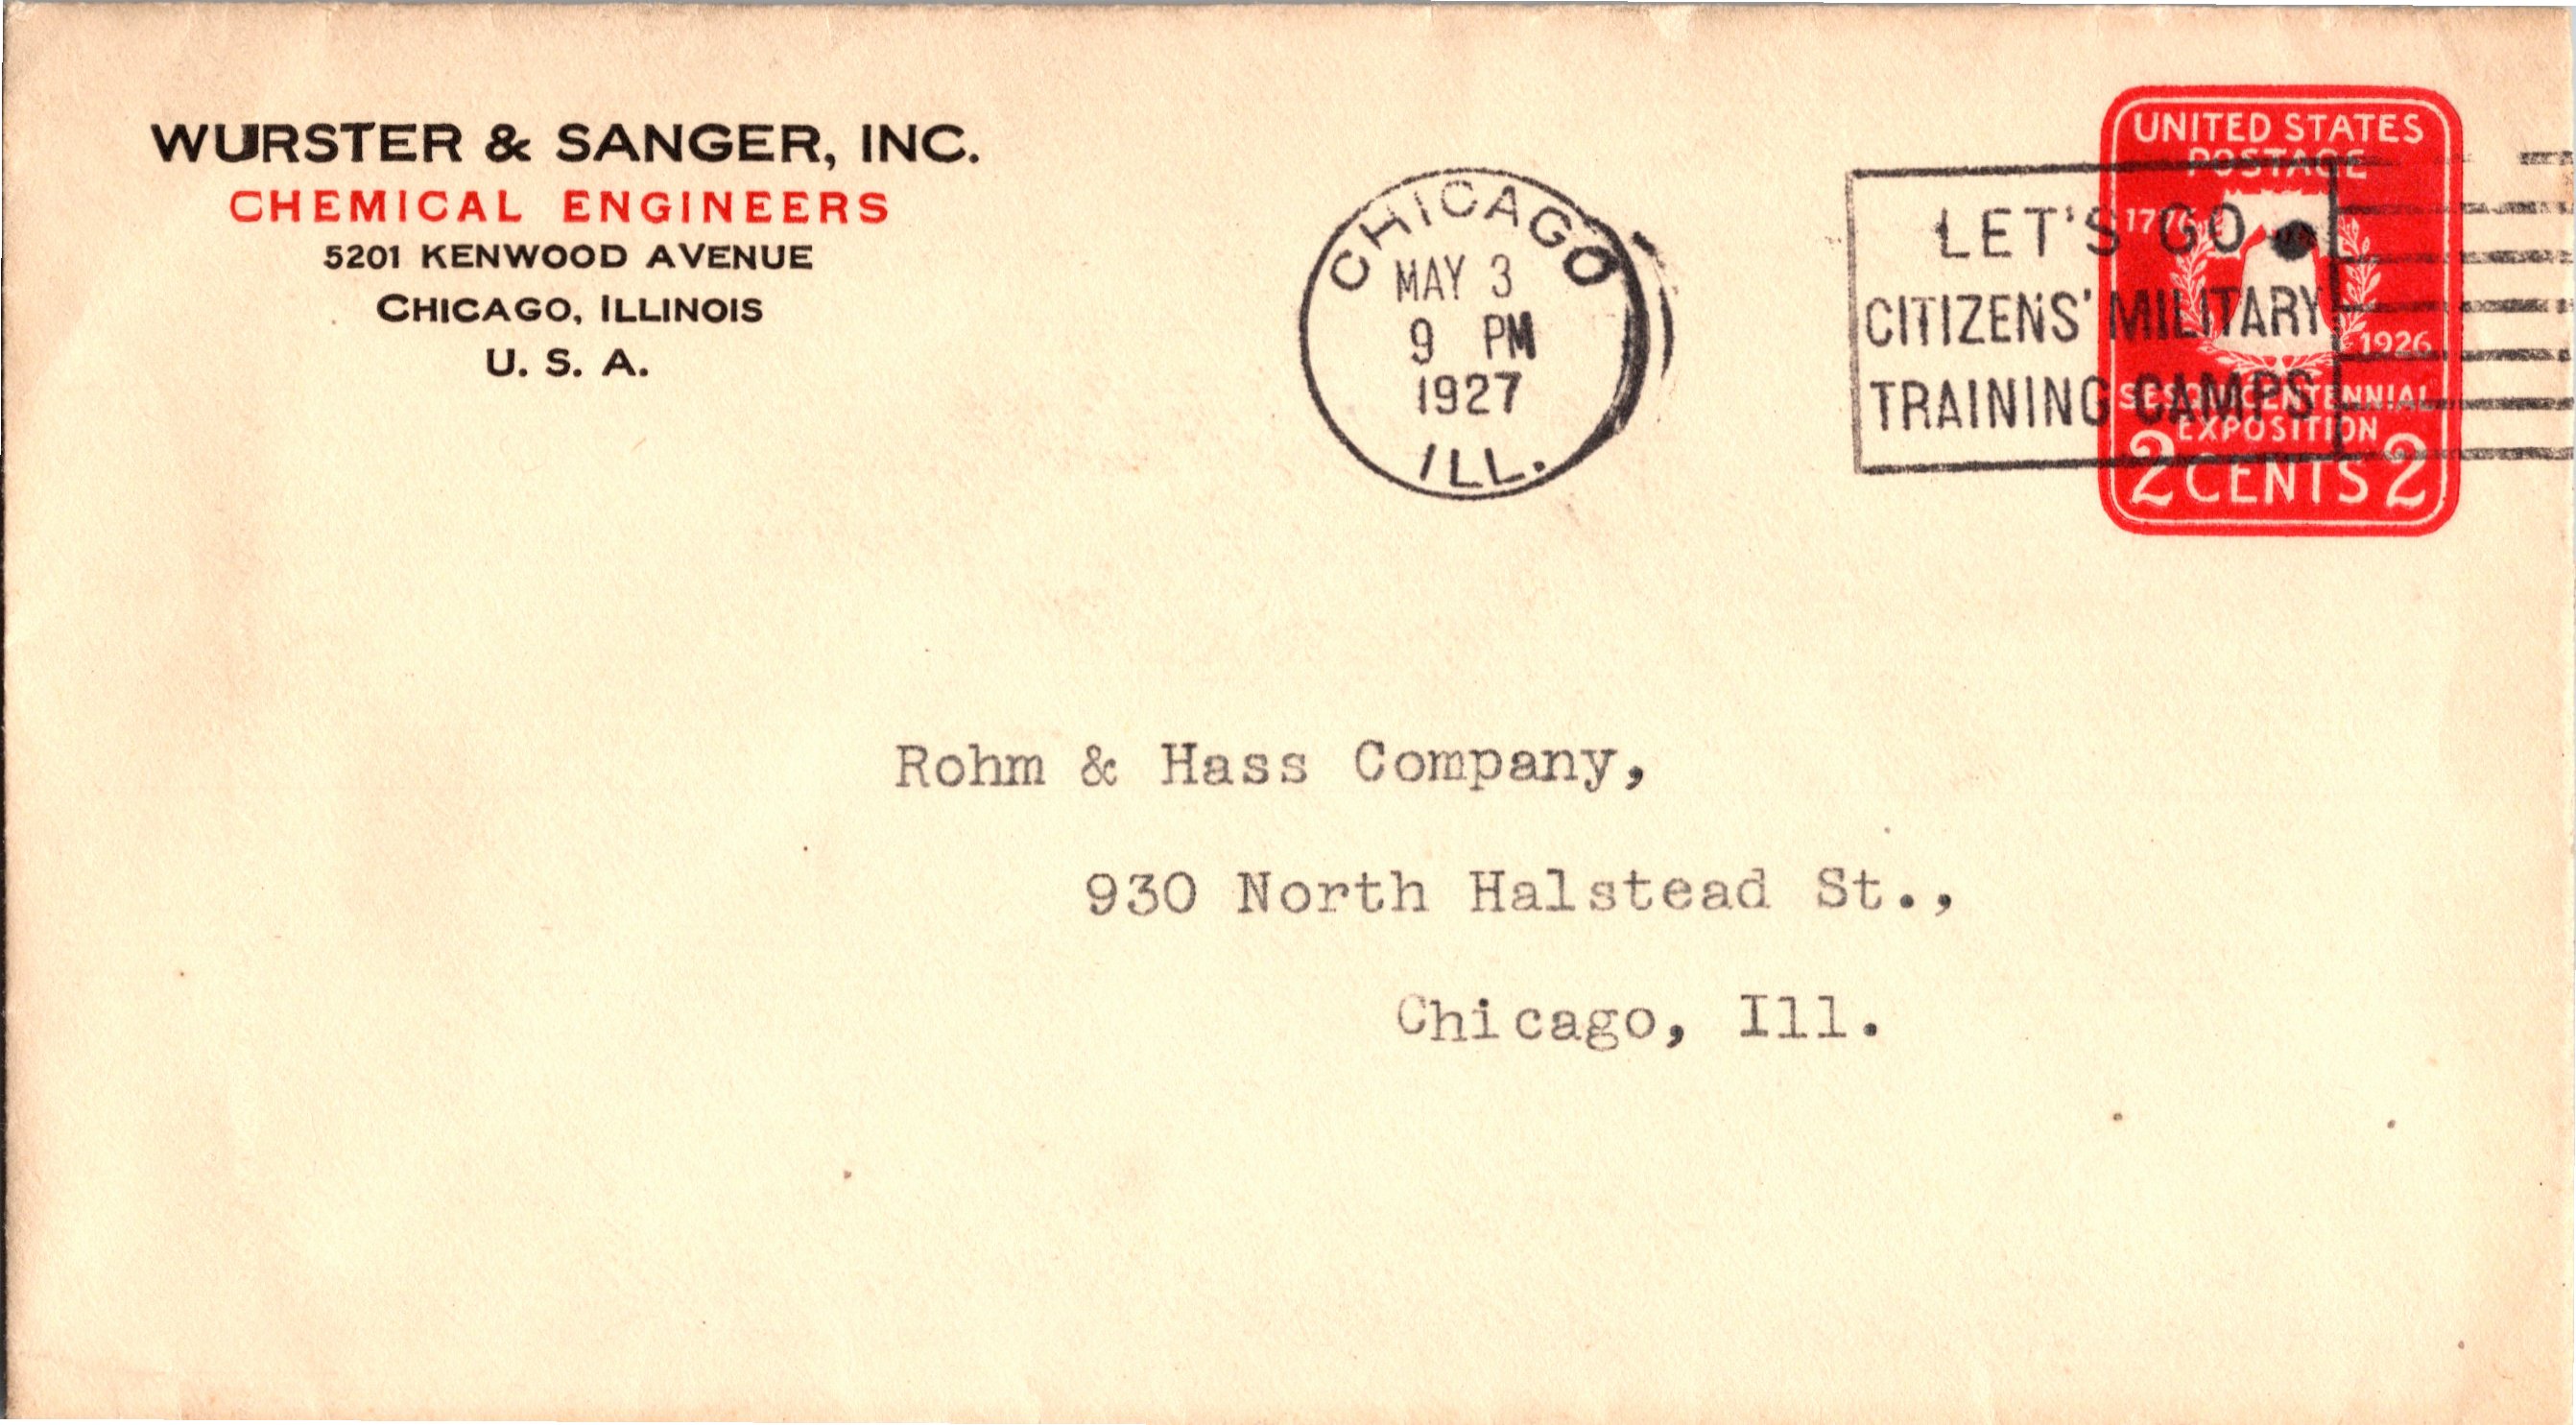 WURSTER & SANGER, INC.
CHEMICAL ENGINEERS
5201 KENWOOD AVENUE
CHICAGO, ILLINOIS
U. S. A.
CHICAGO
MAY 3
9 PM
1927
ILL.
LET'S GO
CITIZENS' MILITARY
TRAINING CAMPS
UNITED STATES
POSTAGE
1776
1926
SESQUICENTENNIAL
EXPOSITION
2 CENTS 2
Rohm & Hass Company,
930 North Halstead St.,
Chicago, Ill.